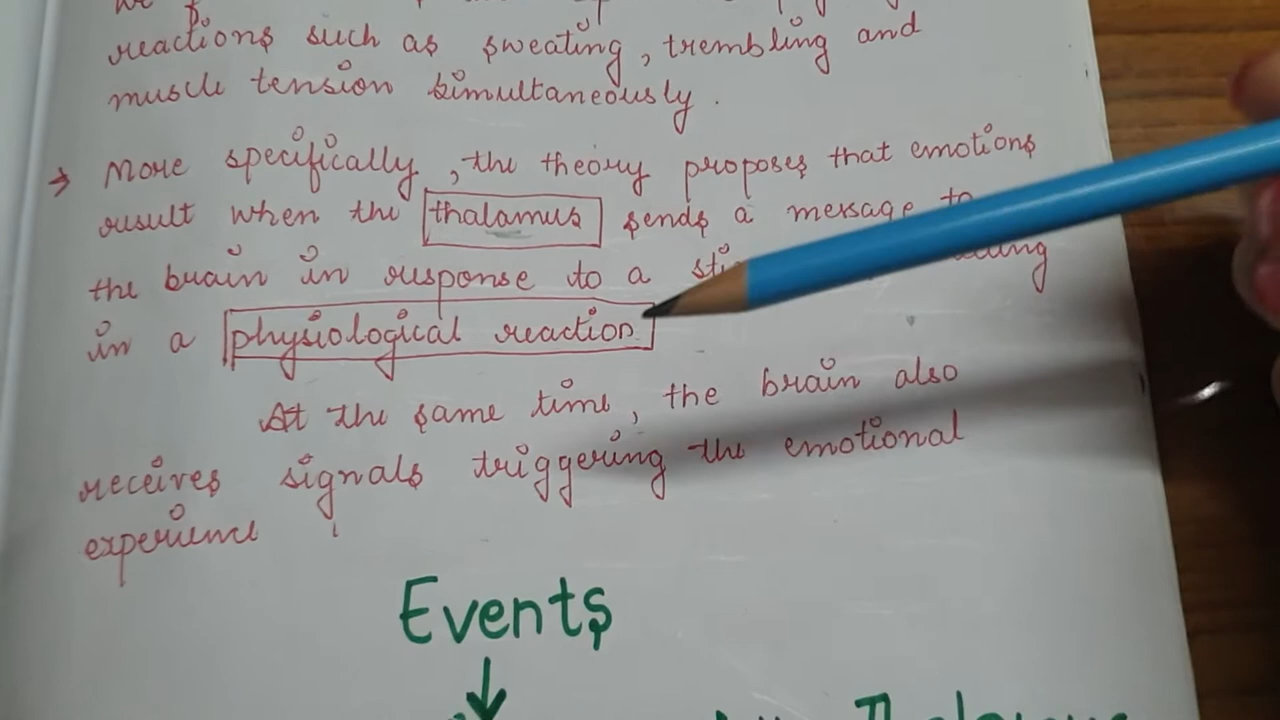 we
reactions such as sweating, trembling and
muscle tension simultaneously.
→ More specifically, the theory proposes that emotions
result when the thalamus sends a message to
the brain in response to a
in a physiological reaction.
At the same time, the brain also
receives signals triggering the emotional
experience
Events
↓